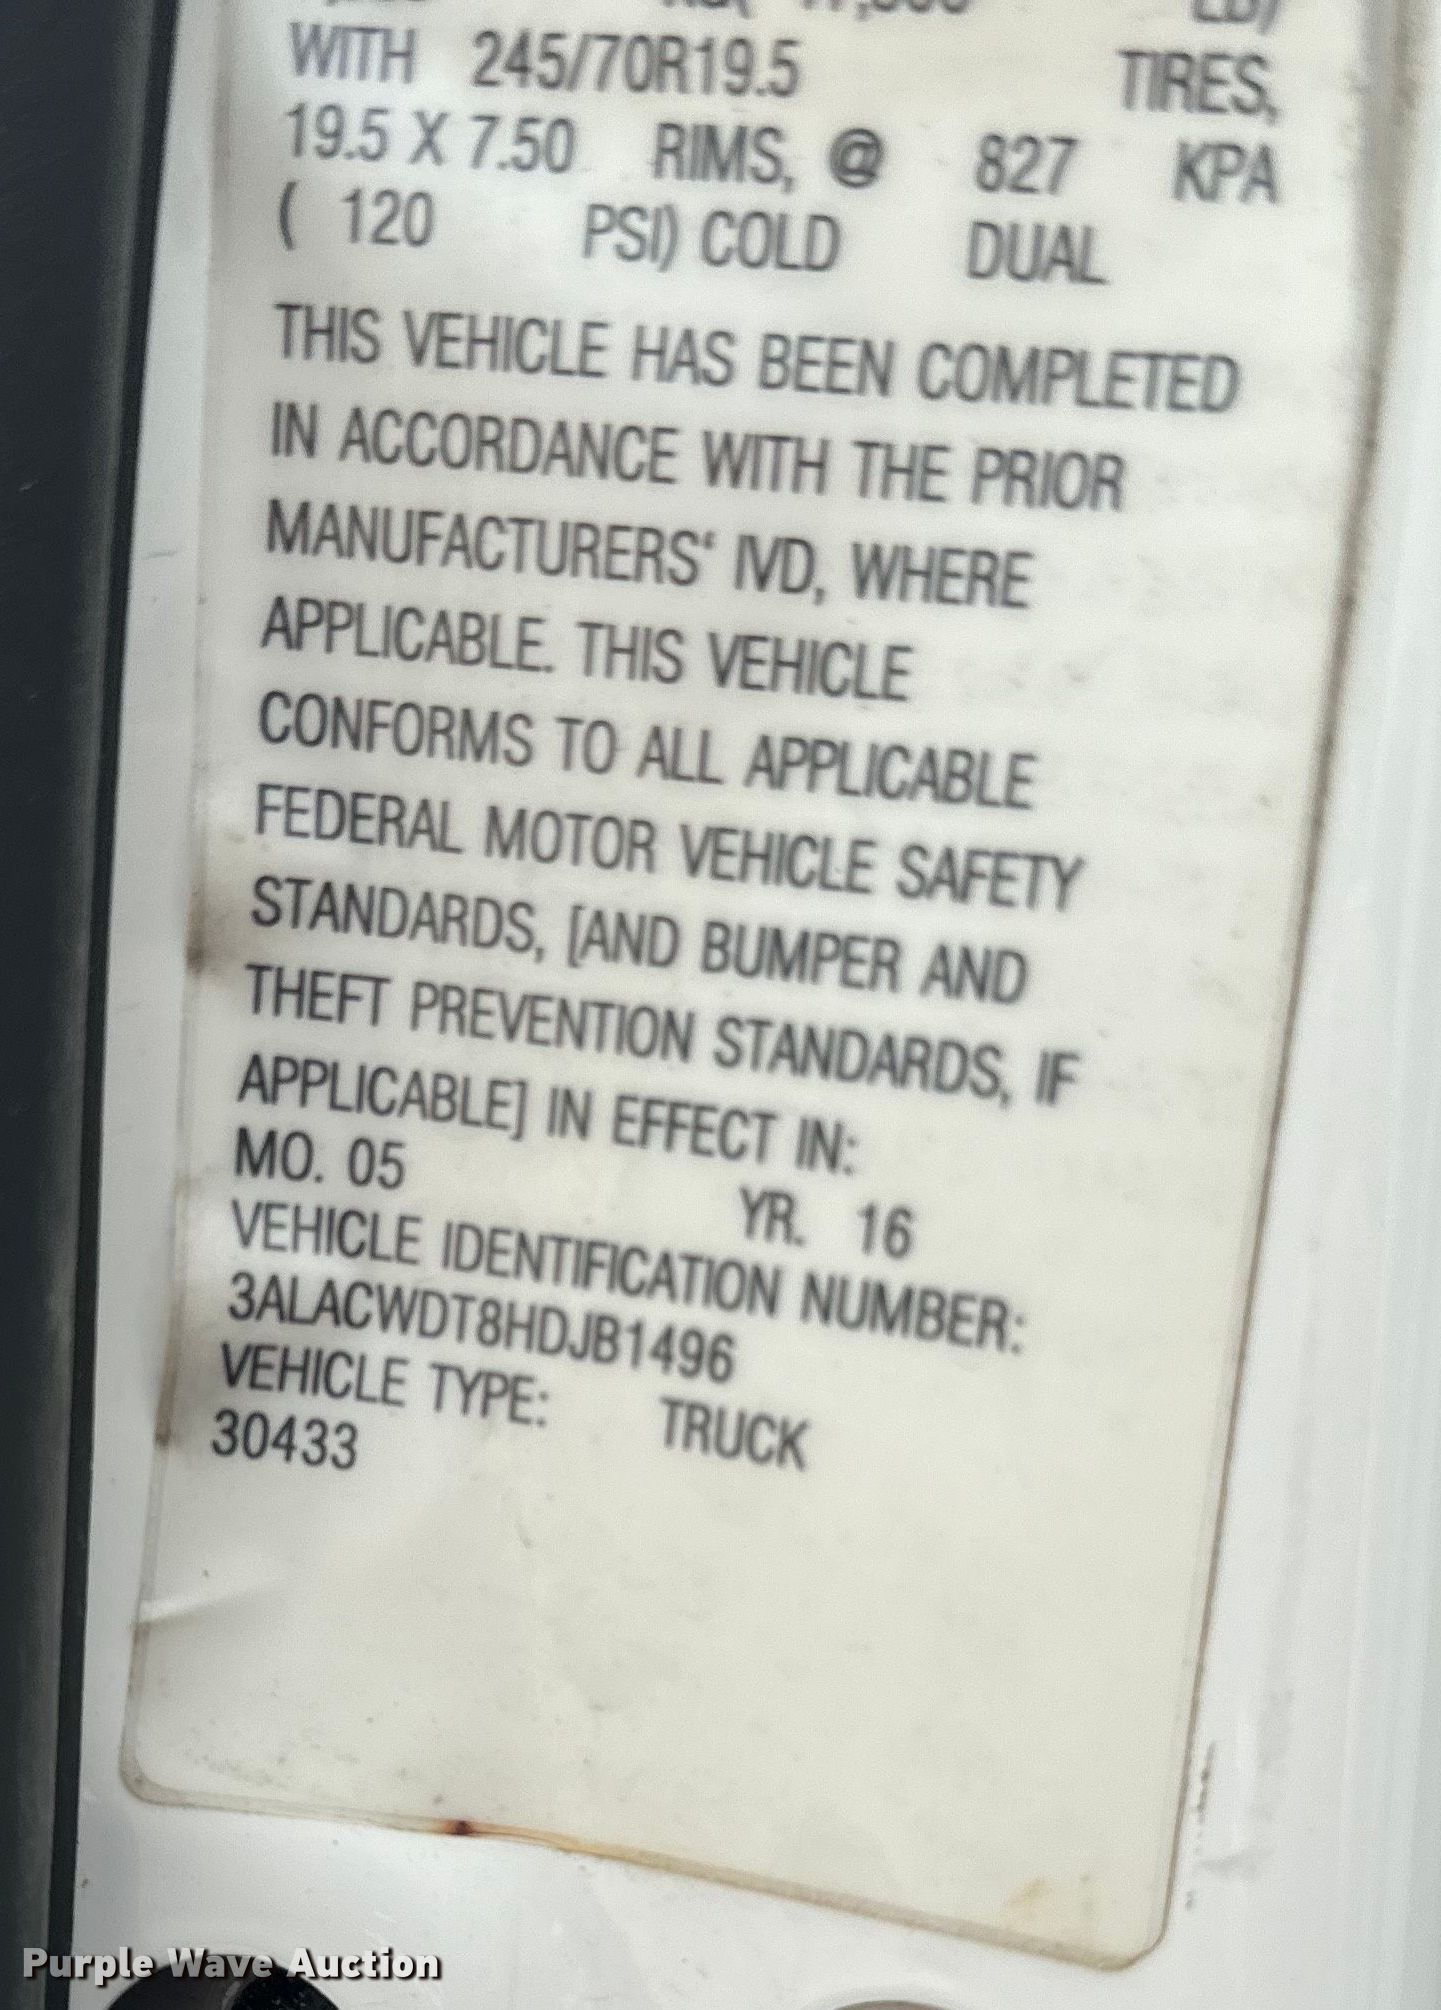 WITH 245/70R19.5 TIRES,
19.5 X 7.50 RIMS, @ 827 KPA
( 120 PSI) COLD DUAL
THIS VEHICLE HAS BEEN COMPLETED
IN ACCORDANCE WITH THE PRIOR
MANUFACTURERS‘ IVD, WHERE
APPLICABLE. THIS VEHICLE
CONFORMS TO ALL APPLICABLE
FEDERAL MOTOR VEHICLE SAFETY
STANDARDS, [AND BUMPER AND
THEFT PREVENTION STANDARDS, IF
APPLICABLE] IN EFFECT IN:
MO. 05 YR. 16
VEHICLE IDENTIFICATION NUMBER:
3ALACWDT8HDJB1496
VEHICLE TYPE: TRUCK
30433
Purple Wave Auction